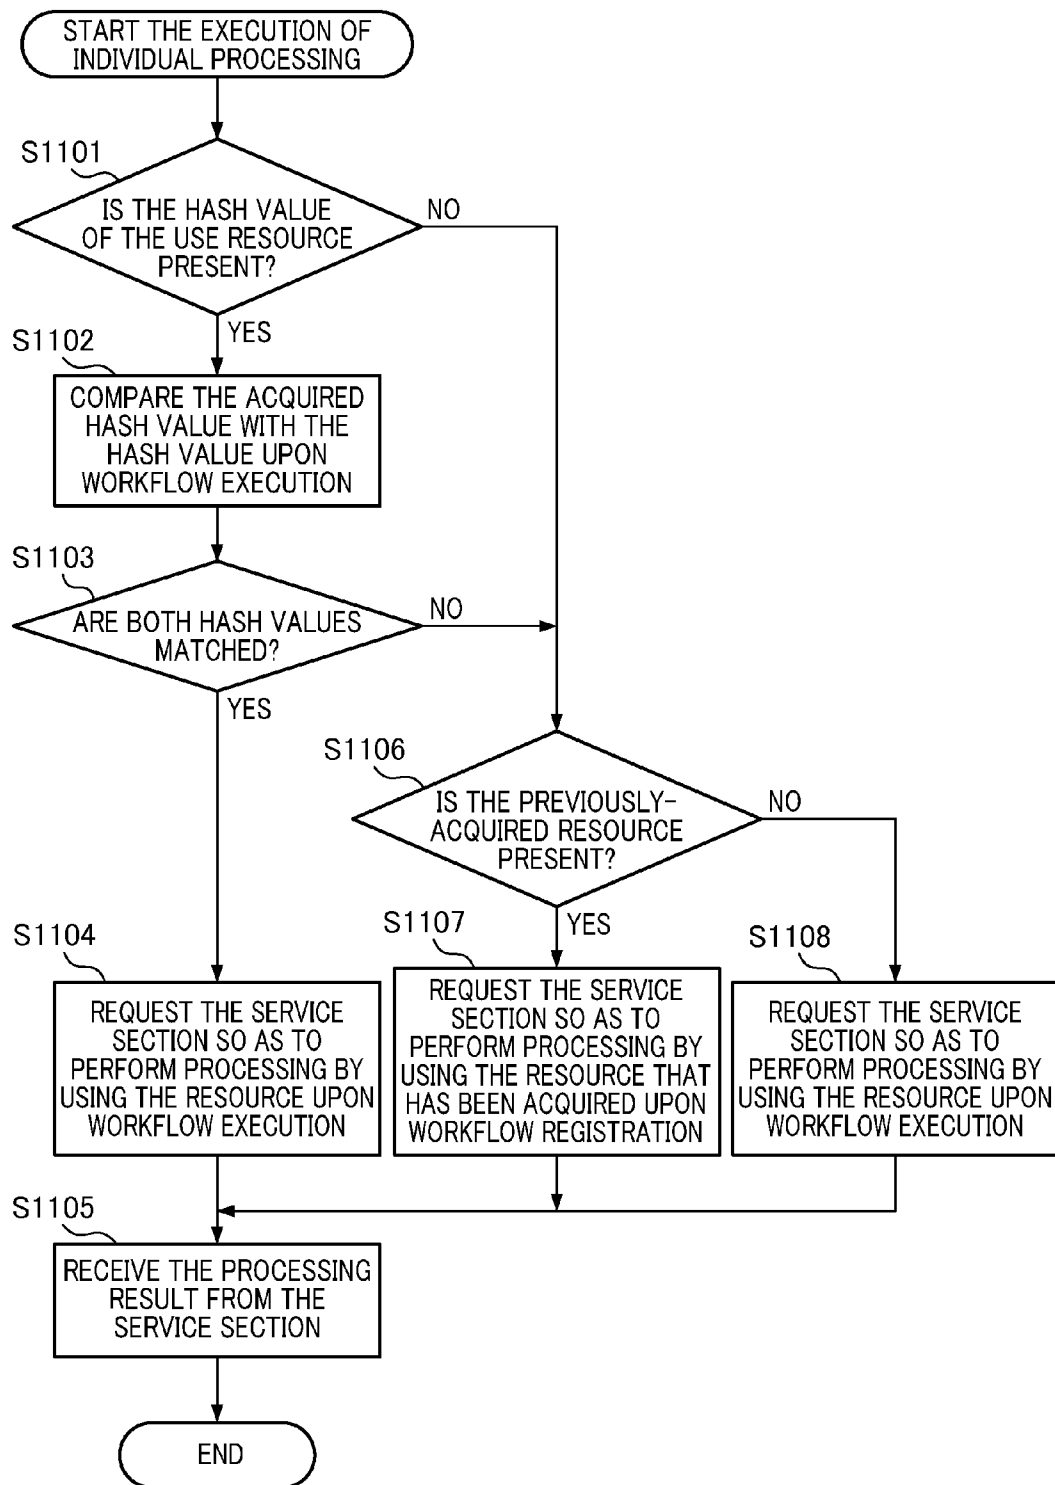 START THE EXECUTION OF
INDIVIDUAL PROCESSING
S1101
IS THE HASH VALUE
OF THE USE RESOURCE
PRESENT?
NO
YES
S1102
COMPARE THE ACQUIRED
HASH VALUE WITH THE
HASH VALUE UPON
WORKFLOW EXECUTION
S1103
ARE BOTH HASH VALUES
MATCHED?
NO
YES
S1106
IS THE PREVIOUSLY-
ACQUIRED RESOURCE
PRESENT?
NO
YES
S1104
REQUEST THE SERVICE
SECTION SO AS TO
PERFORM PROCESSING BY
USING THE RESOURCE UPON
WORKFLOW EXECUTION
S1107
REQUEST THE SERVICE
SECTION SO AS TO
PERFORM PROCESSING BY
USING THE RESOURCE THAT
HAS BEEN ACQUIRED UPON
WORKFLOW REGISTRATION
S1108
REQUEST THE SERVICE
SECTION SO AS TO
PERFORM PROCESSING BY
USING THE RESOURCE UPON
WORKFLOW EXECUTION
S1105
RECEIVE THE PROCESSING
RESULT FROM THE
SERVICE SECTION
END